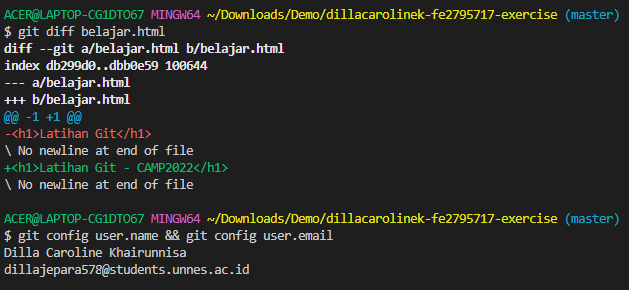 ACER@LAPTOP-CG1DTO67 MINGW64 ~/Downloads/Demo/dillacarolinek-fe2795717-exercise (master)
$ git diff belajar.html
diff --git a/belajar.html b/belajar.html
index db299d0..dbb0e59 100644
--- a/belajar.html
+++ b/belajar.html
@@ -1 +1 @@
-<h1>Latihan Git</h1>
\ No newline at end of file
+<h1>Latihan Git - CAMP2022</h1>
\ No newline at end of file
ACER@LAPTOP-CG1DTO67 MINGW64 ~/Downloads/Demo/dillacarolinek-fe2795717-exercise (master)
$ git config user.name && git config user.email
Dilla Caroline Khairunnisa
dillajepara578@students.unnes.ac.id